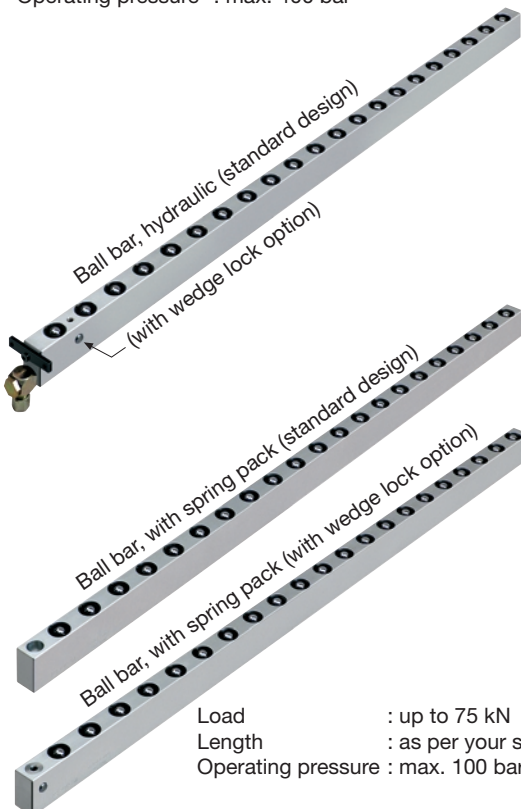 Operating pressure : max. 400 bar
Ball bar, hydraulic (standard design)
(with wedge lock option)
Ball bar, with spring pack (standard design)
Ball bar, with spring pack (with wedge lock option)
Load : up to 75 kN
Length : as per your
Operating pressure : max. 100 bar